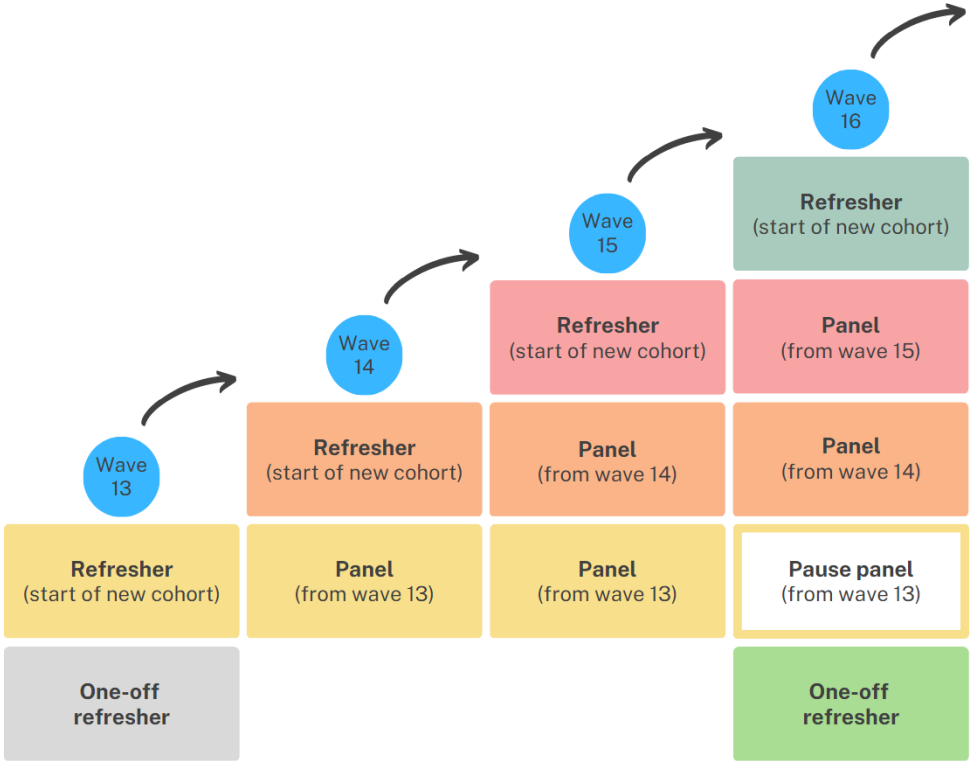 Wave
13
Refresher
(start of new cohort)
One-off
refresher
Wave
14
Refresher
(start of new cohort)
Panel
(from wave 13)
Wave
15
Refresher
(start of new cohort)
Panel
(from wave 14)
Panel
(from wave 13)
Wave
16
Refresher
(start of new cohort)
Panel
(from wave 15)
Panel
(from wave 14)
Pause panel
(from wave 13)
One-off
refresher